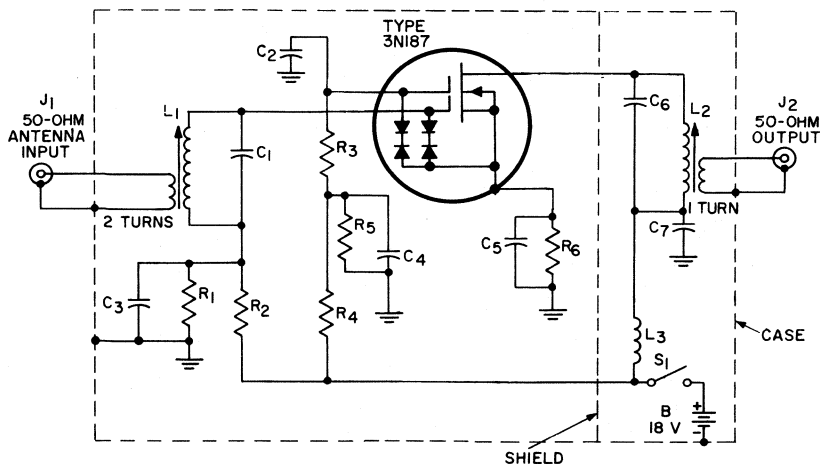 TYPE
3N187
C2
J1
50-OHM
ANTENNA
INPUT
L1
C1
R3
2 TURNS
C6
L2
J2
50-OHM
OUTPUT
1 TURN
C7
R5
C4
C5
R6
C3
R1
R2
R4
L3
S1
CASE
B
18 V
+
-
SHIELD